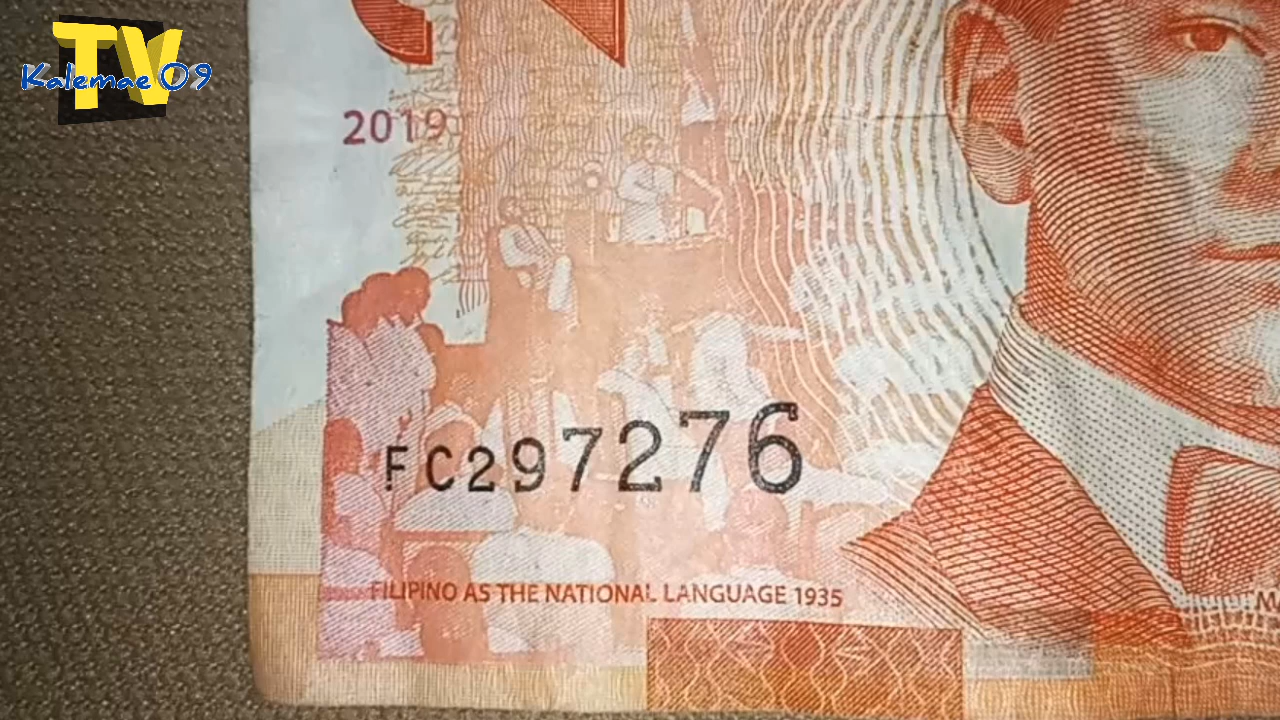 TV
Kalemae 09
2019
FC297276
FILIPINO AS THE NATIONAL LANGUAGE 1935
M